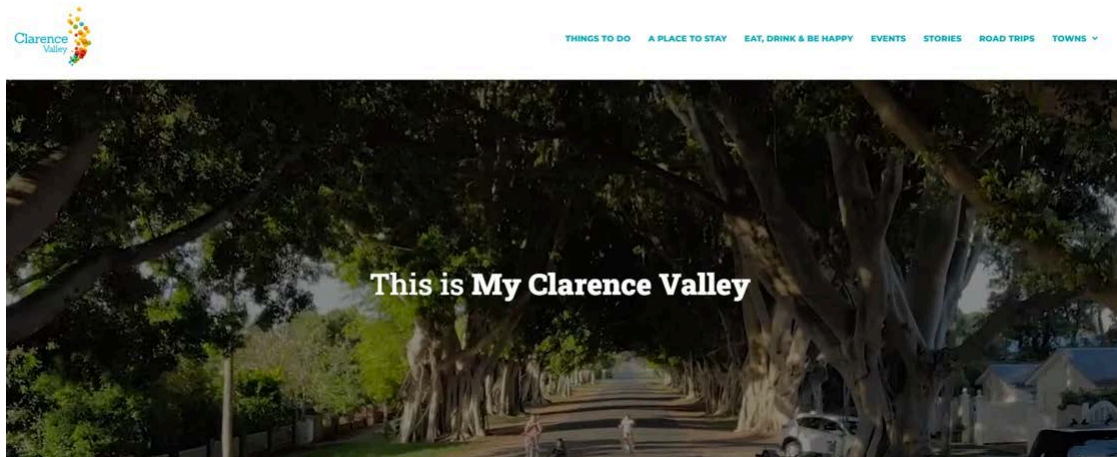 Clarence
Valley
THINGS TO DO
A PLACE TO STAY
EAT, DRINK & BE HAPPY
EVENTS
STORIES
ROAD TRIPS
TOWNS
This is My Clarence Valley